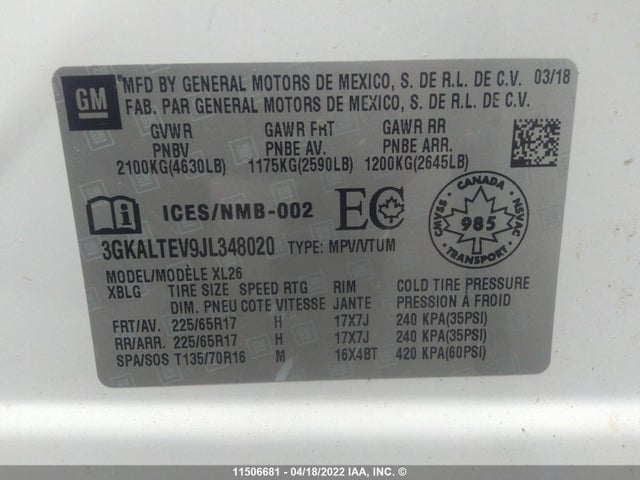 GM
*MFD BY GENERAL MOTORS DE MEXICO, S. DE R.L. DE C.V. 03/18
FAB. PAR GENERAL MOTORS DE MEXICO, S. DE R.L. DE C.V.
GVWR GAWR FRT GAWR RR
PNBV PNBE AV. PNBE ARR.
2100KG(4630LB) 1175KG(2590LB) 1200KG(2645LB)
ICES/NMB-002 EC
CANADA
CMVSS 985 NSVAC
3GKALTEV9JL348020 TYPE: MPV/VTUM
MODEL/MODÈLE XL26
XBLG TIRE SIZE SPEED RTG RIM COLD TIRE PRESSURE
DIM. PNEU COTE VITESSE JANTE PRESSION À FROID
FRT/AV. 225/65R17 H 17X7J 240 KPA(35PSI)
RR/ARR. 225/65R17 H 17X7J 240 KPA(35PSI)
SPA/SOS T135/70R16 M 16X4BT 420 KPA(60PSI)
11506681 - 04/18/2022 - IAA, INC. ©